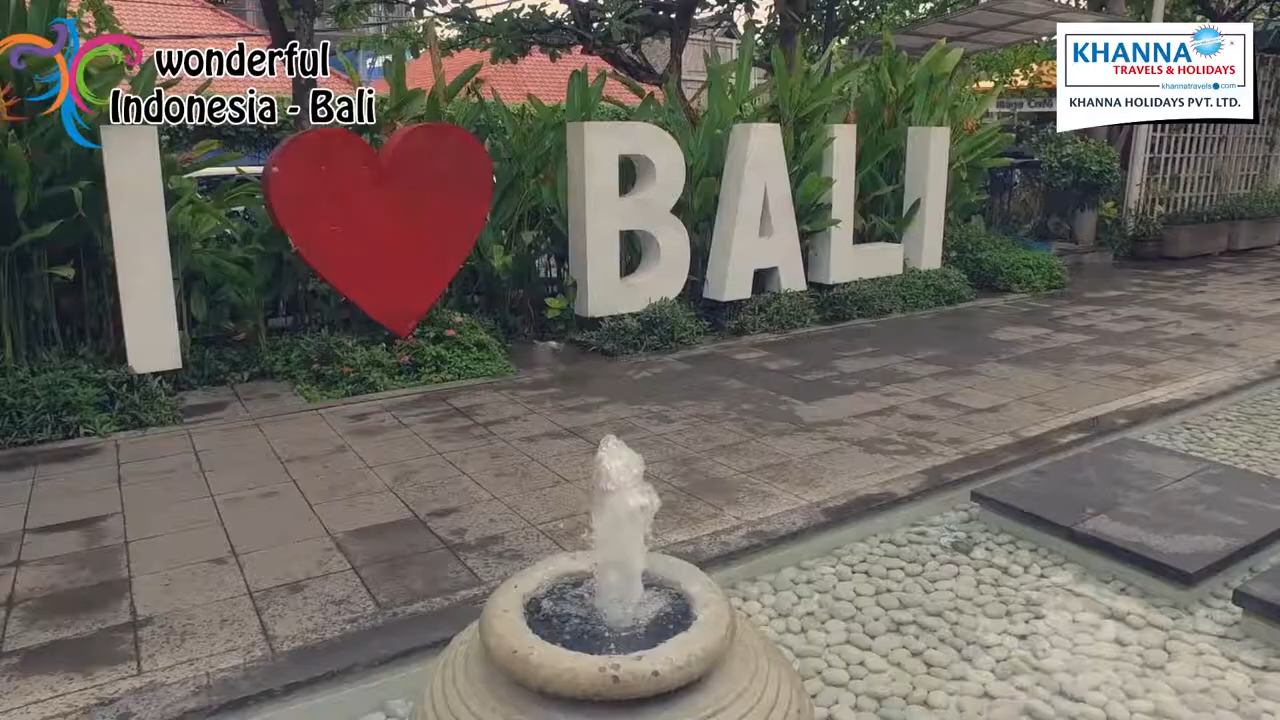 wonderful
Indonesia - Bali
KHANNA
TRAVELS & HOLIDAYS
khannatravels.com
KHANNA HOLIDAYS PVT. LTD.
I BALI